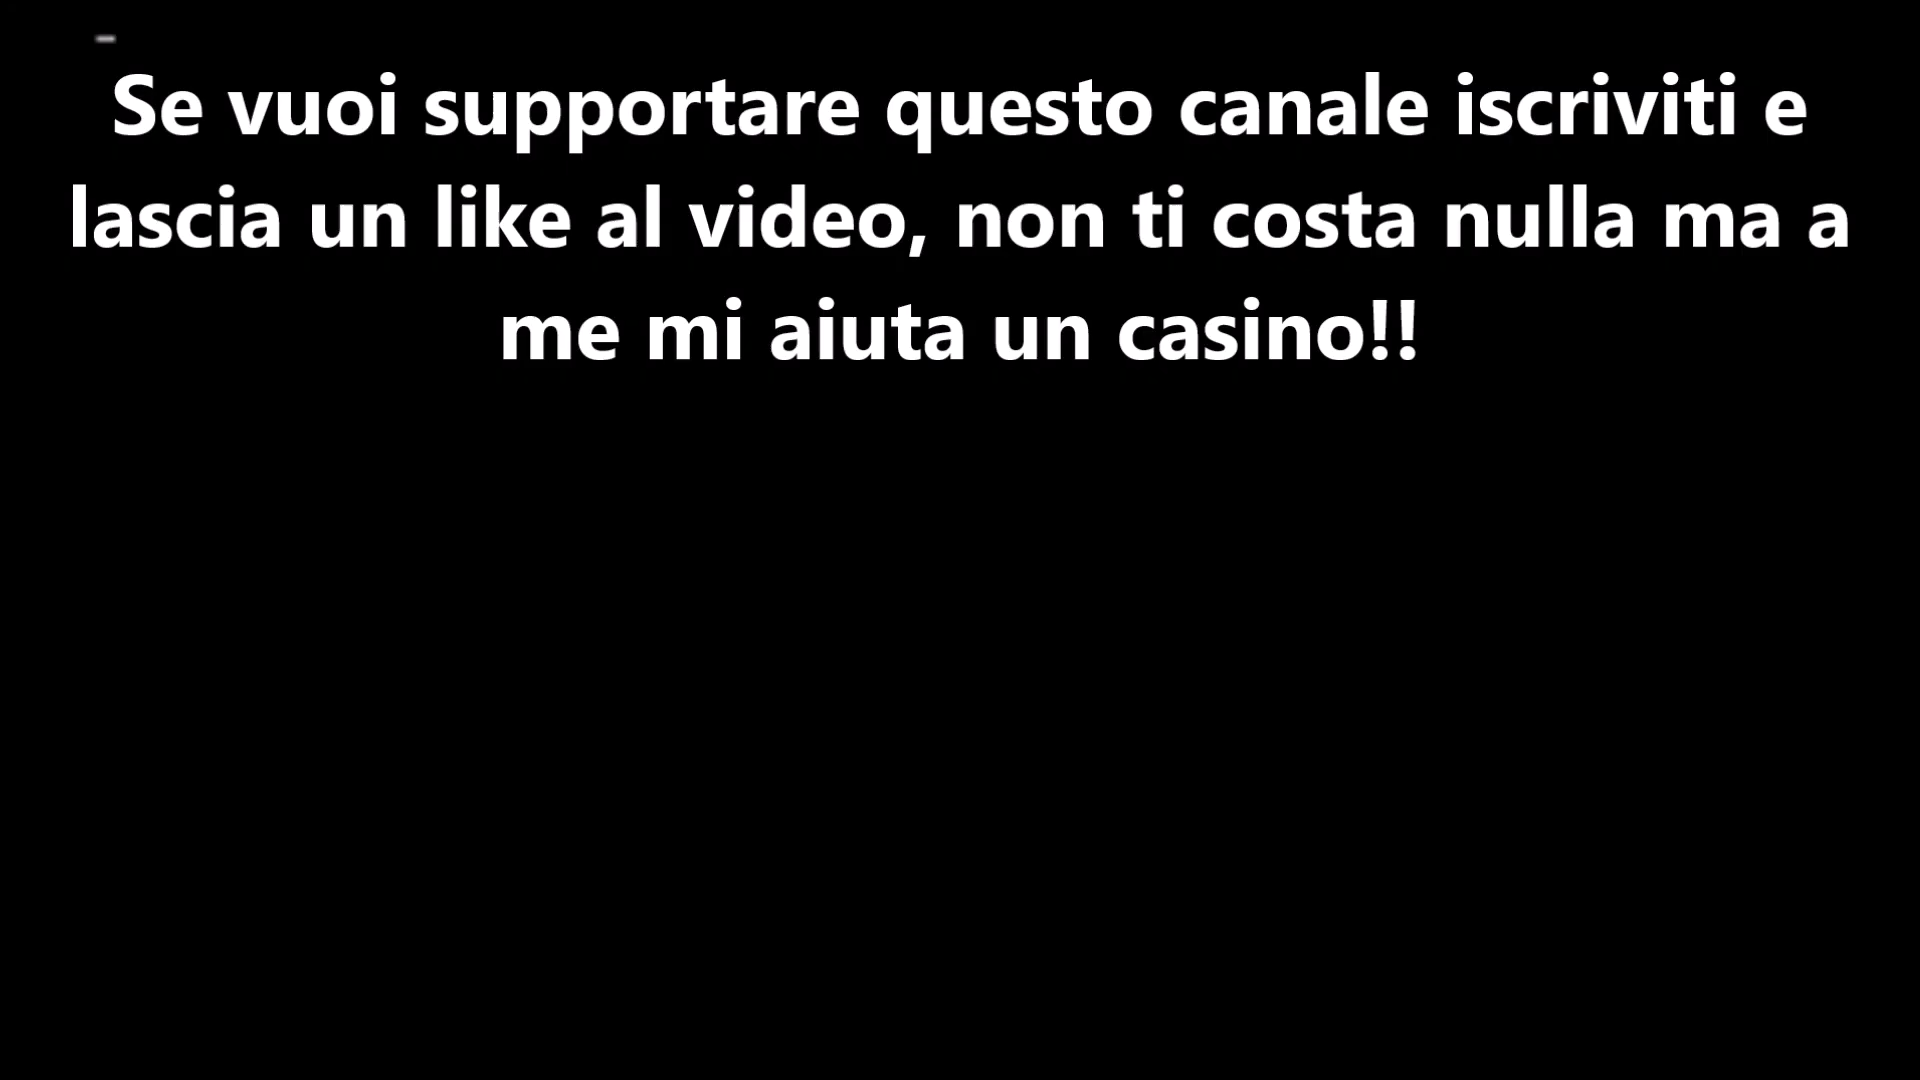 Se vuoi supportare questo canale iscriviti e
lascia un like al video, non ti costa nulla ma a
me mi aiuta un casino!!